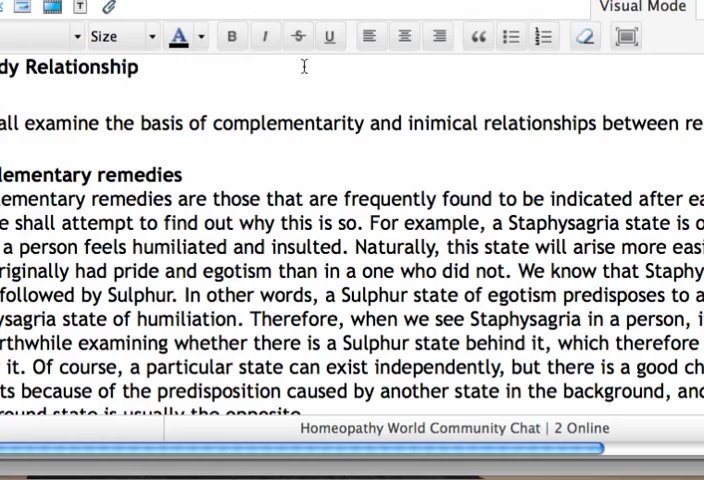 Visual Mode
Size A B I S U
dy Relationship
all examine the basis of complementarity and inimical relationships between re
lementary remedies
ementary remedies are those that are frequently found to be indicated after ea
e shall attempt to find out why this is so. For example, a Staphysagria state is o
a person feels humiliated and insulted. Naturally, this state will arise more easi
riginally had pride and egotism than in a one who did not. We know that Staphy
followed by Sulphur. In other words, a Sulphur state of egotism predisposes to a
ysagria state of humiliation. Therefore, when we see Staphysagria in a person, i
rthwhile examining whether there is a Sulphur state behind it, which therefore
it. Of course, a particular state can exist independently, but there is a good ch
ts because of the predisposition caused by another state in the background, and
round state is usually the opposite.
Homeopathy World Community Chat | 2 Online